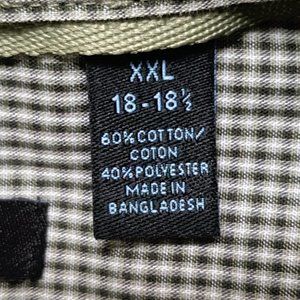 XXL
18-18½
60% COTTON/
COTON
40% POLYESTER
MADE IN
BANGLADESH